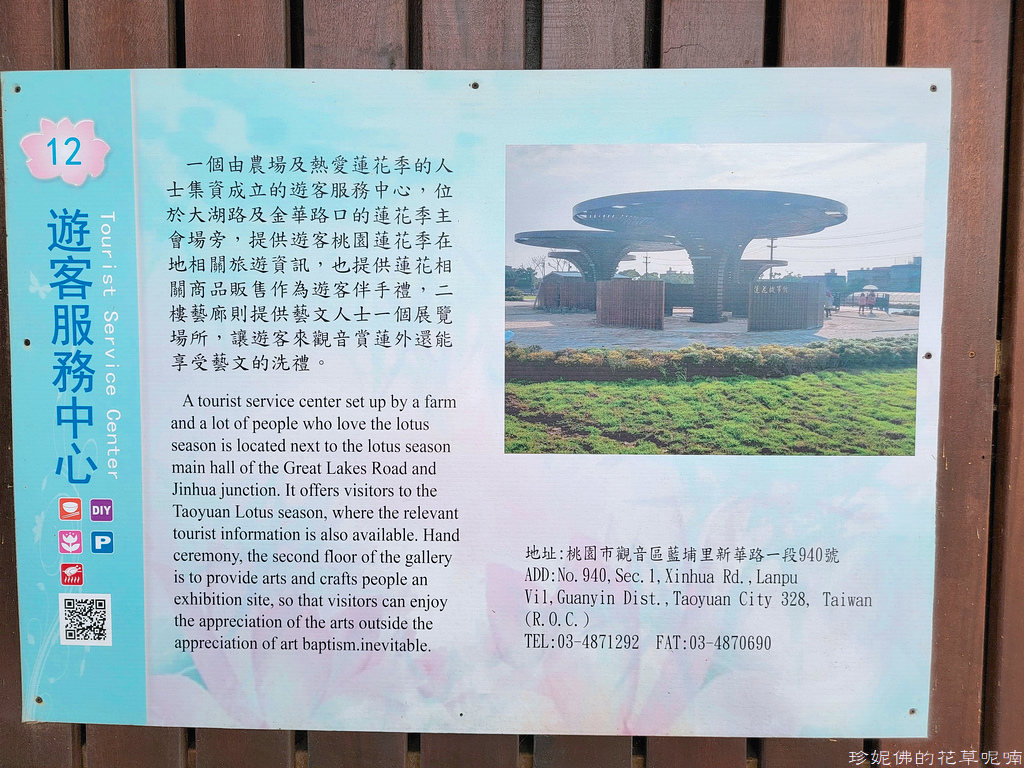 12
遊客服務中心
Tourist Service Center
DIY
P
一個由農場及熱愛蓮花季的人
士集資成立的遊客服務中心，位
於大湖路及金華路口的蓮花季主
會場旁，提供遊客桃園蓮花季在
地相關旅遊資訊，也提供蓮花相
關商品販售作為遊客伴手禮，二
樓藝廊則提供藝文人士一個展覽
場所，讓遊客來觀音賞蓮外還能
享受藝文的洗禮。
A tourist service center set up by a farm
and a lot of people who love the lotus
season is located next to the lotus season
main hall of the Great Lakes Road and
Jinhua junction. It offers visitors to the
Taoyuan Lotus season, where the relevant
tourist information is also available. Hand
ceremony, the second floor of the gallery
is to provide arts and crafts people an
exhibition site, so that visitors can enjoy
the appreciation of the arts outside the
appreciation of art baptism.inevitable.
蓮花故事館
地址:桃園市觀音區藍埔里新華路一段940號
ADD:No.940,Sec.1,Xinhua Rd.,Lanpu
Vil,Guanyin Dist.,Taoyuan City 328, Taiwan
(R.O.C.)
TEL:03-4871292 FAT:03-4870690
珍妮佛的花草呢喃